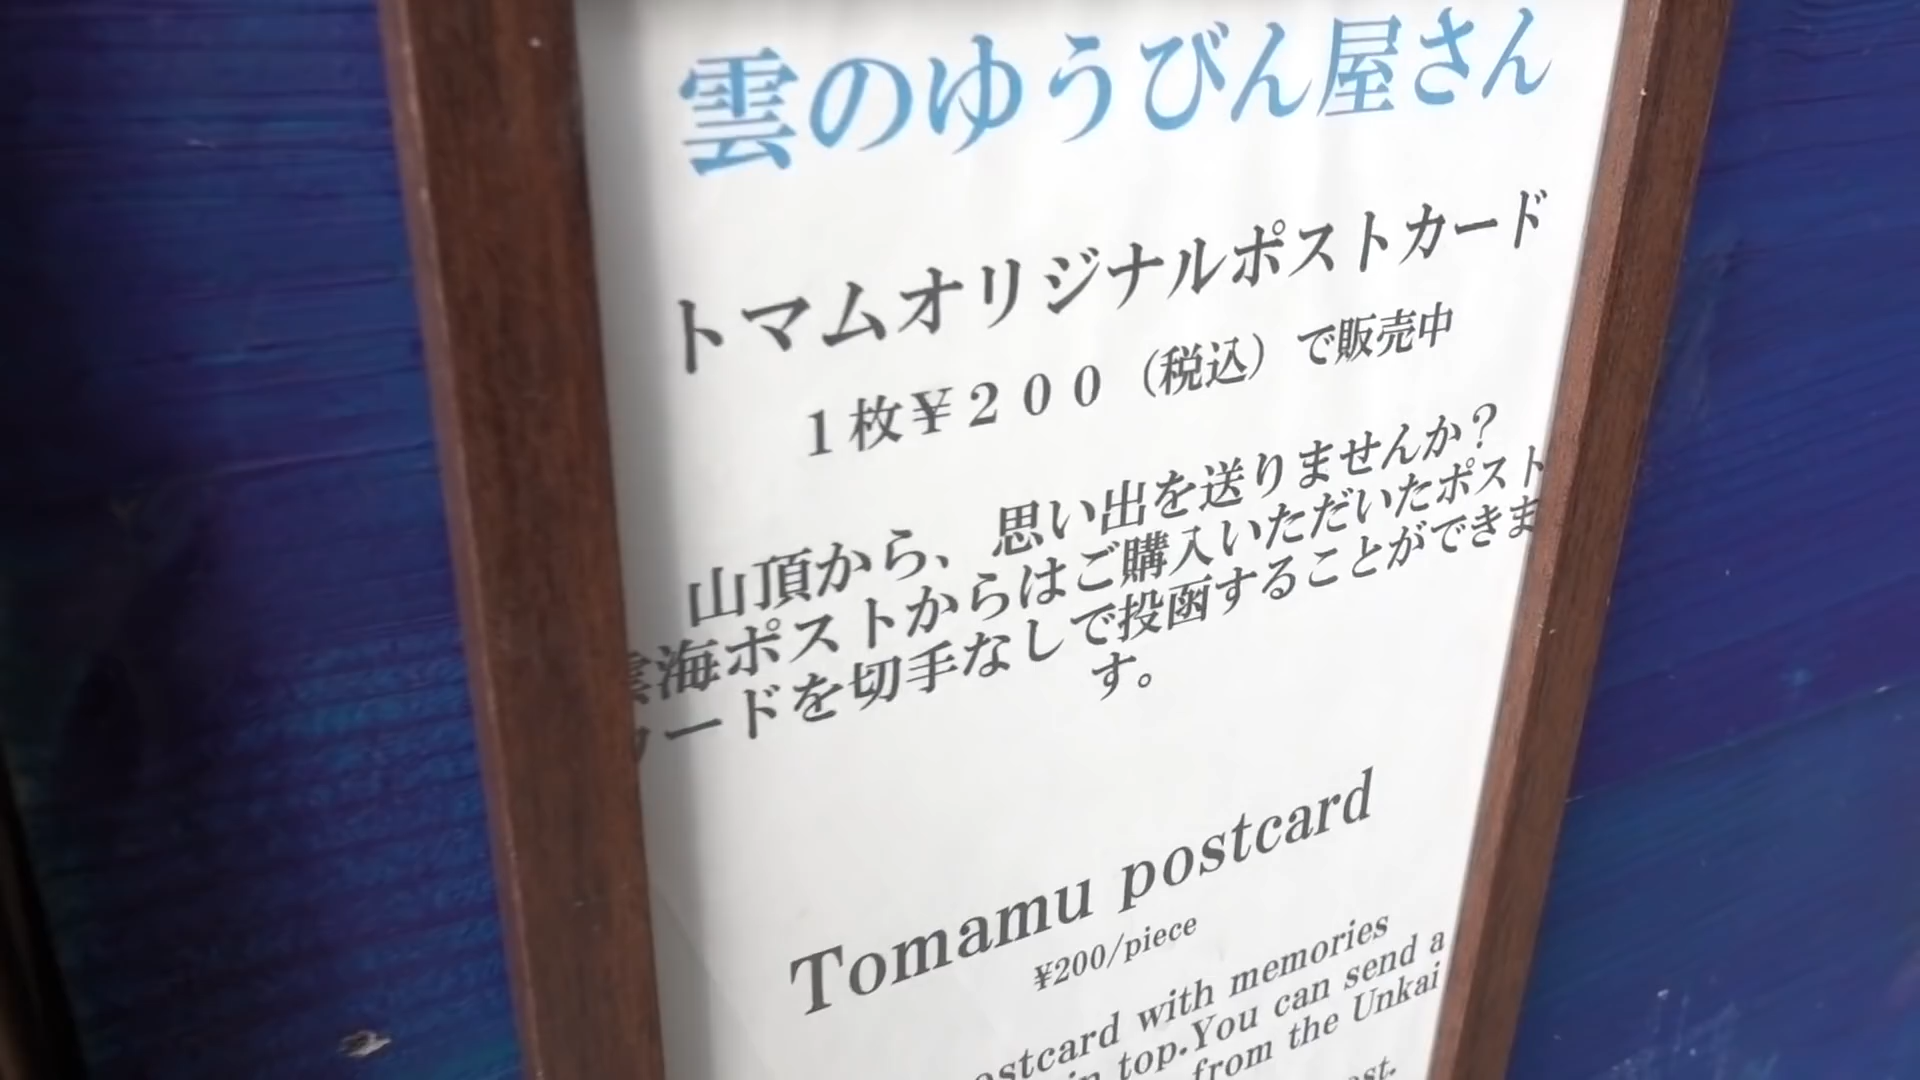 雲のゆうびん屋さん
トマムオリジナルポストカード
1枚¥200（税込）で販売中
山頂から、思い出を送りませんか？
雲海ポストからはご購入いただいたポスト
カードを切手なしで投函することができま
す。
Tomamu postcard
¥200/piece
postcard with memories
top.You can send a
from the Unkai